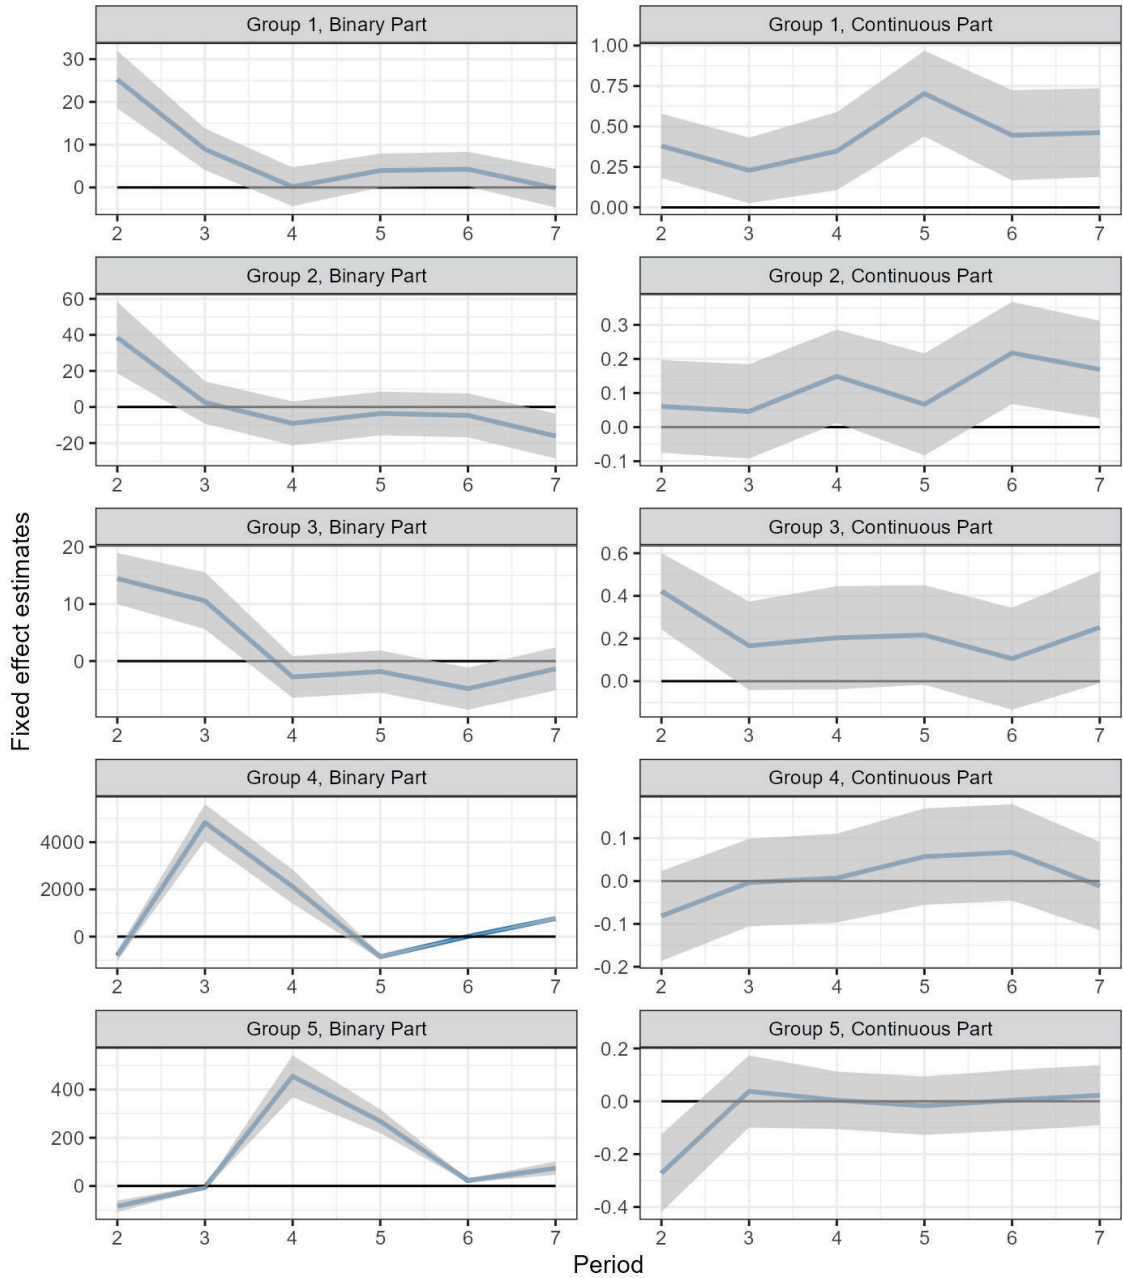 Group 1, Binary Part
30
20
10
0
2 3 4 5 6 7
Group 1, Continuous Part
1.00
0.75
0.50
0.25
0.00
2 3 4 5 6 7
Group 2, Binary Part
60
40
20
0
-20
2 3 4 5 6 7
Group 2, Continuous Part
0.3
0.2
0.1
0.0
-0.1
2 3 4 5 6 7
Fixed effect estimates
Group 3, Binary Part
20
10
0
2 3 4 5 6 7
Group 3, Continuous Part
0.6
0.4
0.2
0.0
2 3 4 5 6 7
Group 4, Binary Part
4000
2000
0
2 3 4 5 6 7
Group 4, Continuous Part
0.1
0.0
-0.1
-0.2
2 3 4 5 6 7
Group 5, Binary Part
400
200
0
2 3 4 5 6 7
Group 5, Continuous Part
0.2
0.0
-0.2
-0.4
2 3 4 5 6 7
Period